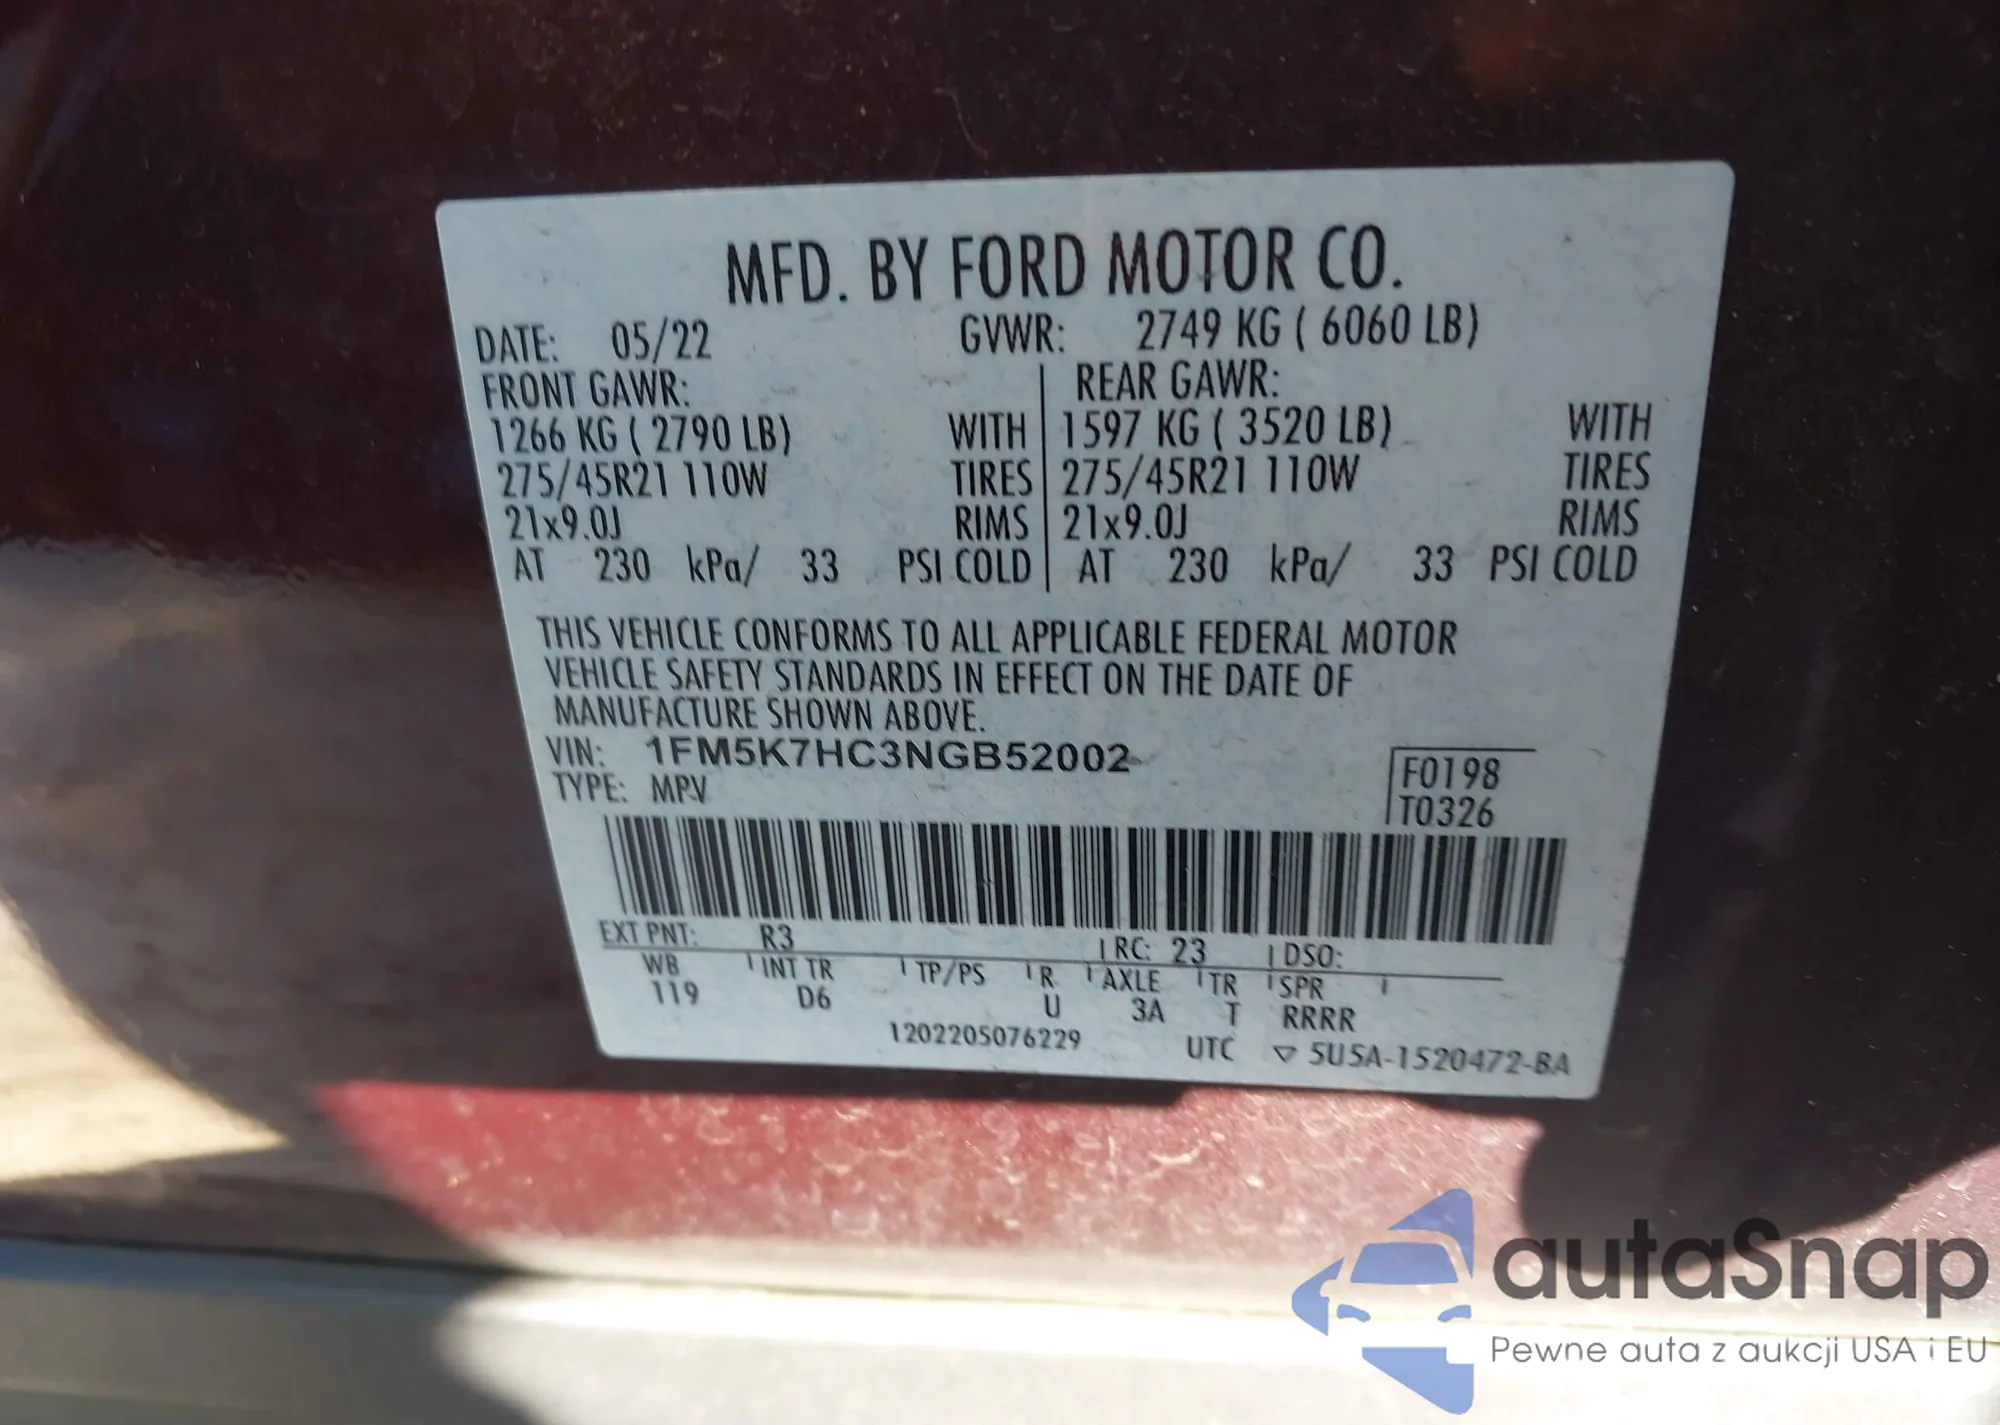 MFD. BY FORD MOTOR CO.
DATE: 05/22 GVWR: 2749 KG ( 6060 LB)
FRONT GAWR: REAR GAWR:
1266 KG ( 2790 LB) WITH 1597 KG ( 3520 LB) WITH
275/45R21 110W TIRES 275/45R21 110W TIRES
21x9.0J RIMS 21x9.0J RIMS
AT 230 kPa/ 33 PSI COLD AT 230 kPa/ 33 PSI COLD
THIS VEHICLE CONFORMS TO ALL APPLICABLE FEDERAL MOTOR
VEHICLE SAFETY STANDARDS IN EFFECT ON THE DATE OF
MANUFACTURE SHOWN ABOVE.
VIN: 1FM5K7HC3NGB52002
TYPE: MPV
F0198
T0326
EXT PNT: R3 RC: 23 DSO:
WB INT TR TP/PS R AXLE TR SPR
119 D6 U 3A T RRRR
1202205076229 UTC ▽ 5U5A-1520472-BA
autaSnap
Pewne auta z aukcji USA i EU